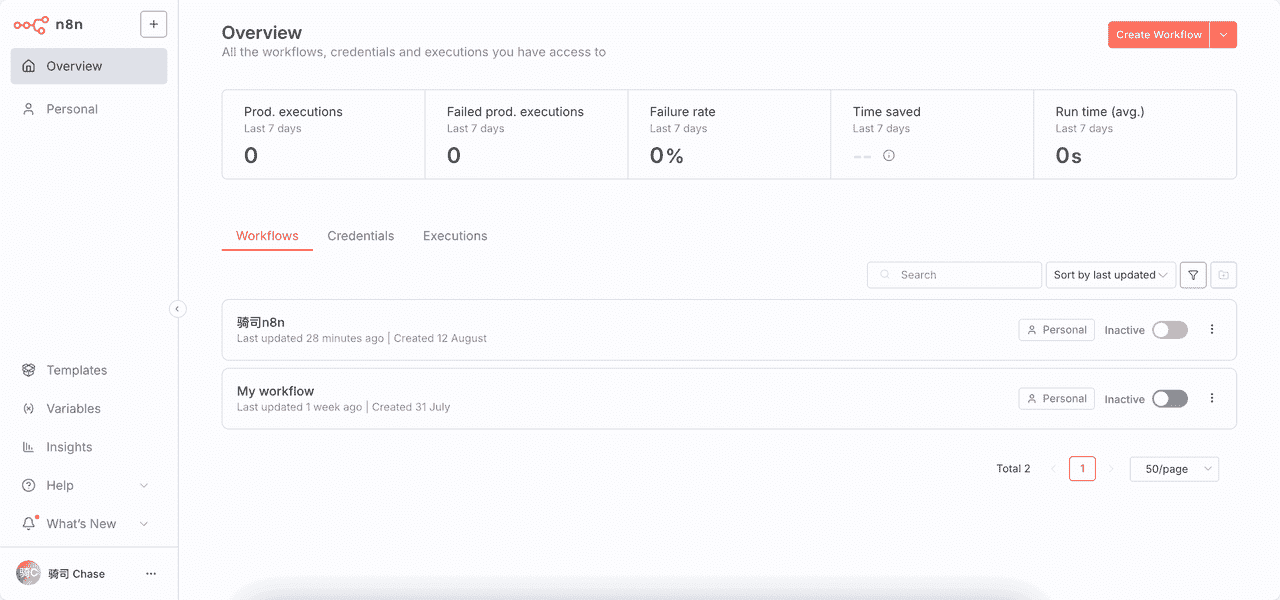 n8n
+
Overview
Personal
Templates
Variables
Insights
Help
What's New
骑司 Chase
Overview
All the workflows, credentials and executions you have access to
Create Workflow
Prod. executions
Last 7 days
0
Failed prod. executions
Last 7 days
0
Failure rate
Last 7 days
0%
Time saved
Last 7 days
--
Run time (avg.)
Last 7 days
0s
Workflows Credentials Executions
Search Sort by last updated
骑司n8n
Last updated 28 minutes ago | Created 12 August
Personal Inactive
My workflow
Last updated 1 week ago | Created 31 July
Personal Inactive
Total 2 1 50/page